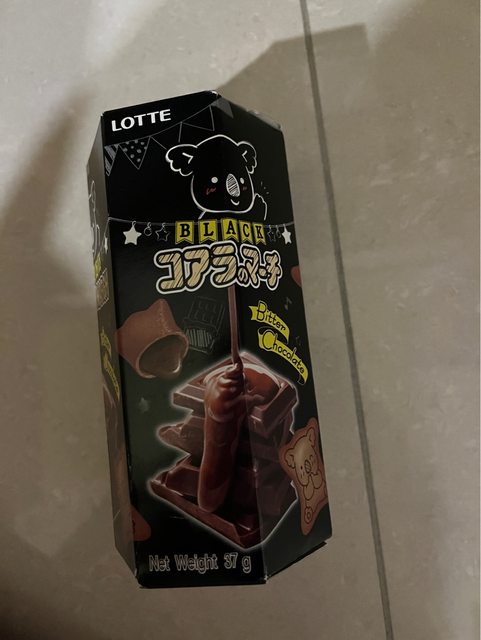 LOTTE
BLACK
コアラのマーチ
Bitter
Chocolate
Net Weight 37 g